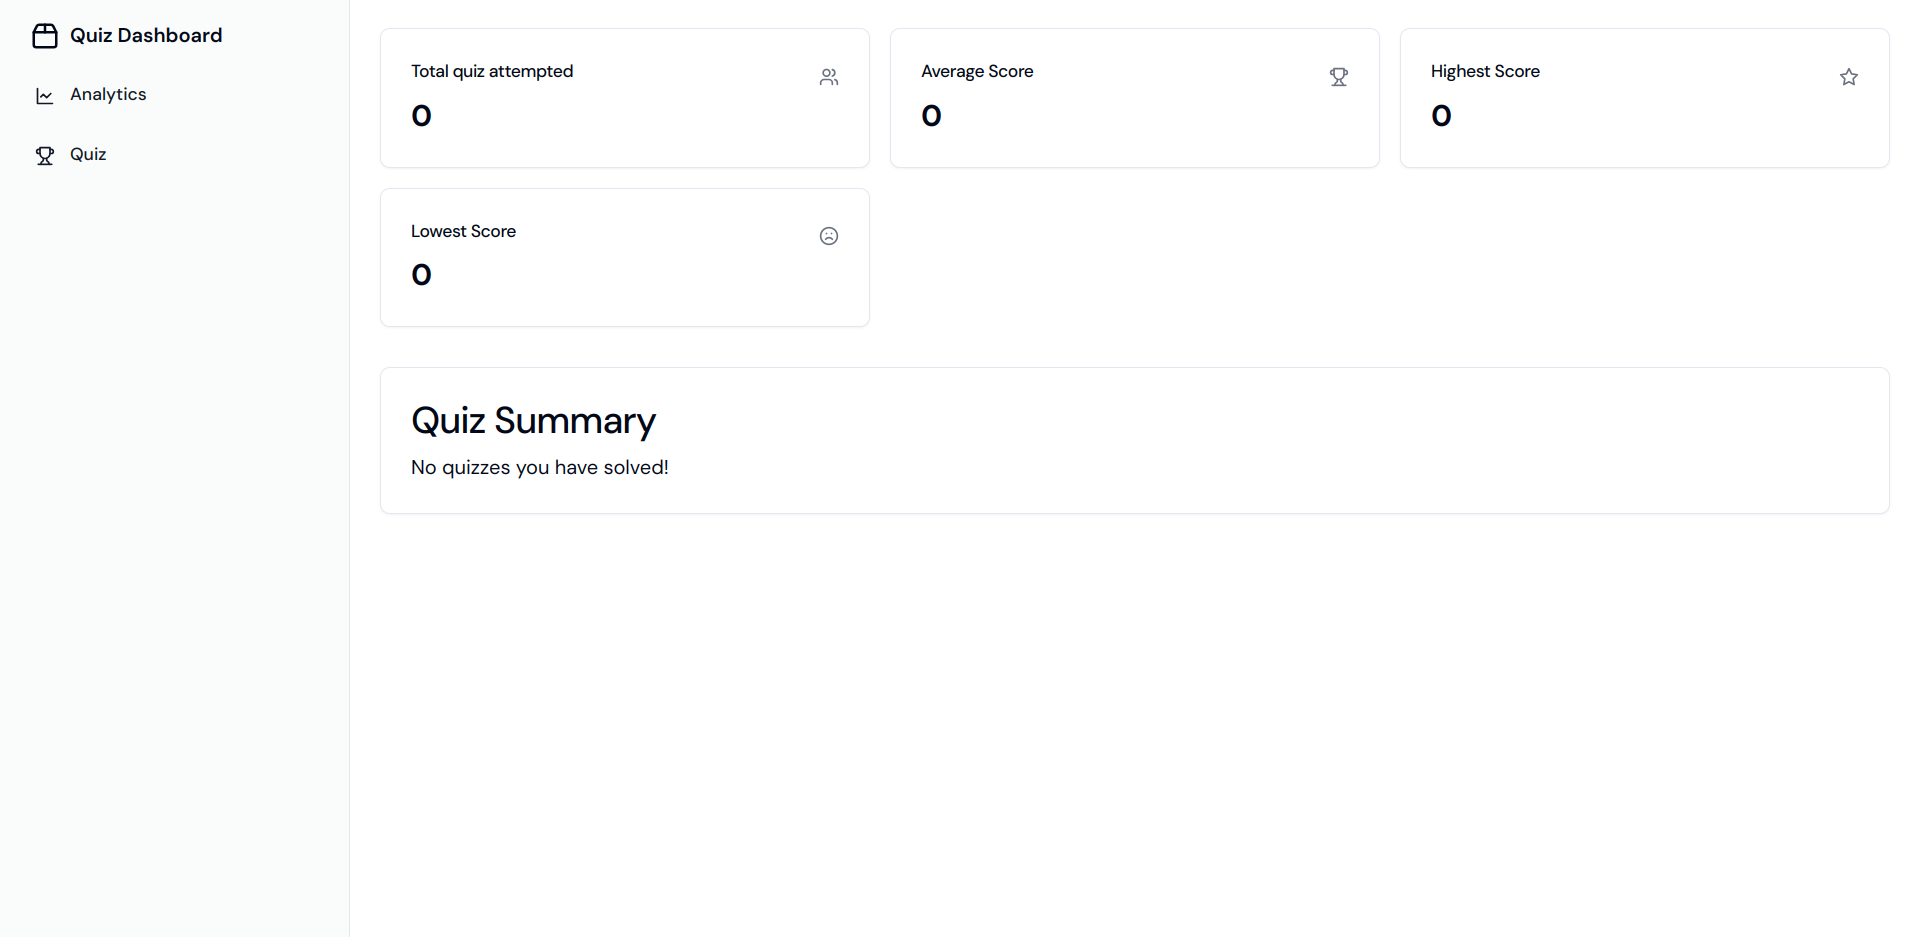 Quiz Dashboard
Analytics
Quiz
Total quiz attempted
0
Average Score
0
Highest Score
0
Lowest Score
0
Quiz Summary
No quizzes you have solved!